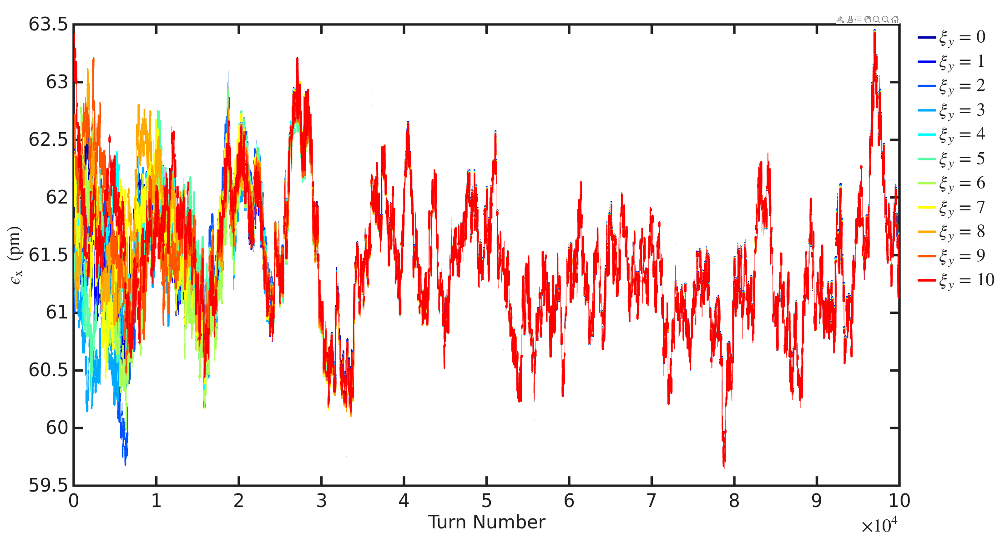 63.5
63
62.5
62
61.5
61
60.5
60
59.5
ϵx (pm)
0 1 2 3 4 5 6 7 8 9 10
Turn Number
×10^4
ξy = 0
ξy = 1
ξy = 2
ξy = 3
ξy = 4
ξy = 5
ξy = 6
ξy = 7
ξy = 8
ξy = 9
ξy = 10